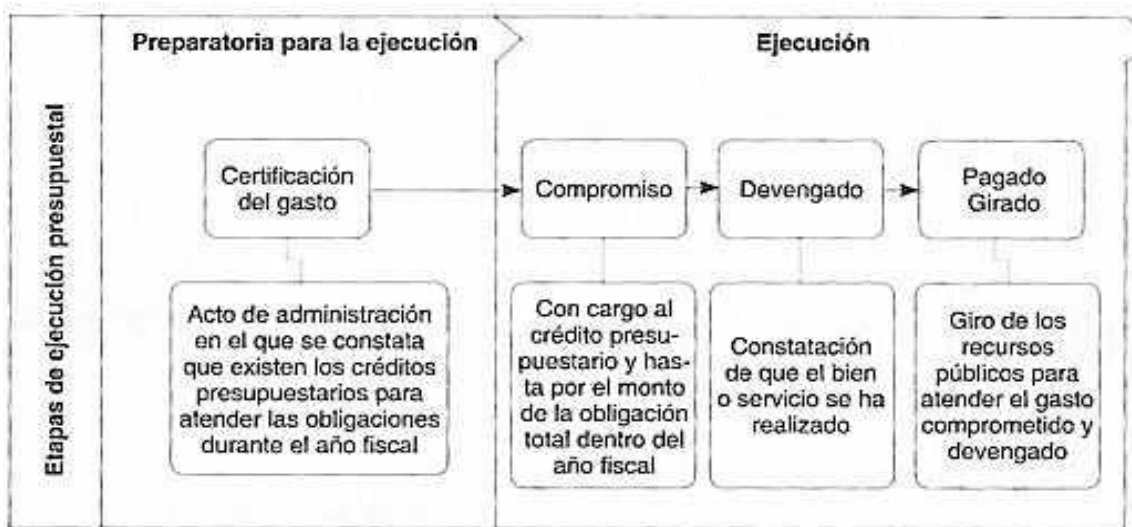 Preparatoria para la ejecución
Ejecución
Etapas de ejecución presupuestal
Certificación
del gasto
Compromiso
Devengado
Pagado
Girado
Acto de administración
en el que se constata
que existen los créditos
presupuestarios para
atender las obligaciones
durante el año fiscal
Con cargo al
crédito presu-
puestario y has-
ta por el monto
de la obligación
total dentro del
año fiscal
Constatación
de que el bien
o servicio se ha
realizado
Giro de los
recursos
públicos para
atender el gasto
comprometido y
devengado